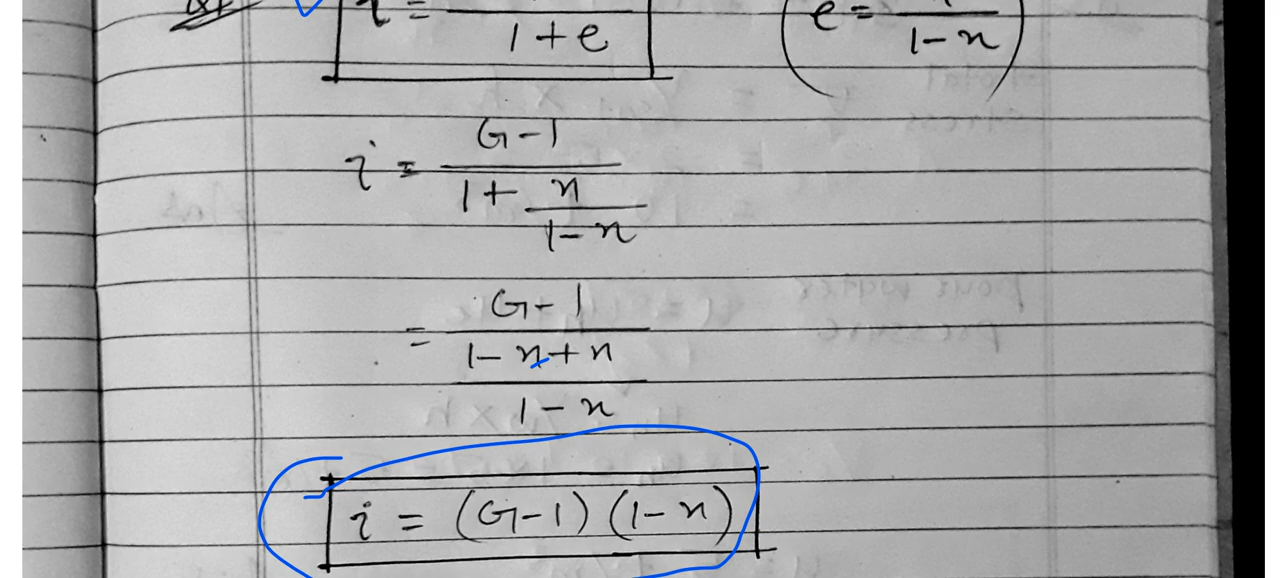 i = 1+e (e = 1-n)
i = G-1 / 1+ n / 1-n
= G-1 / 1-n+n / 1-n
i = (G-1) (1-n)